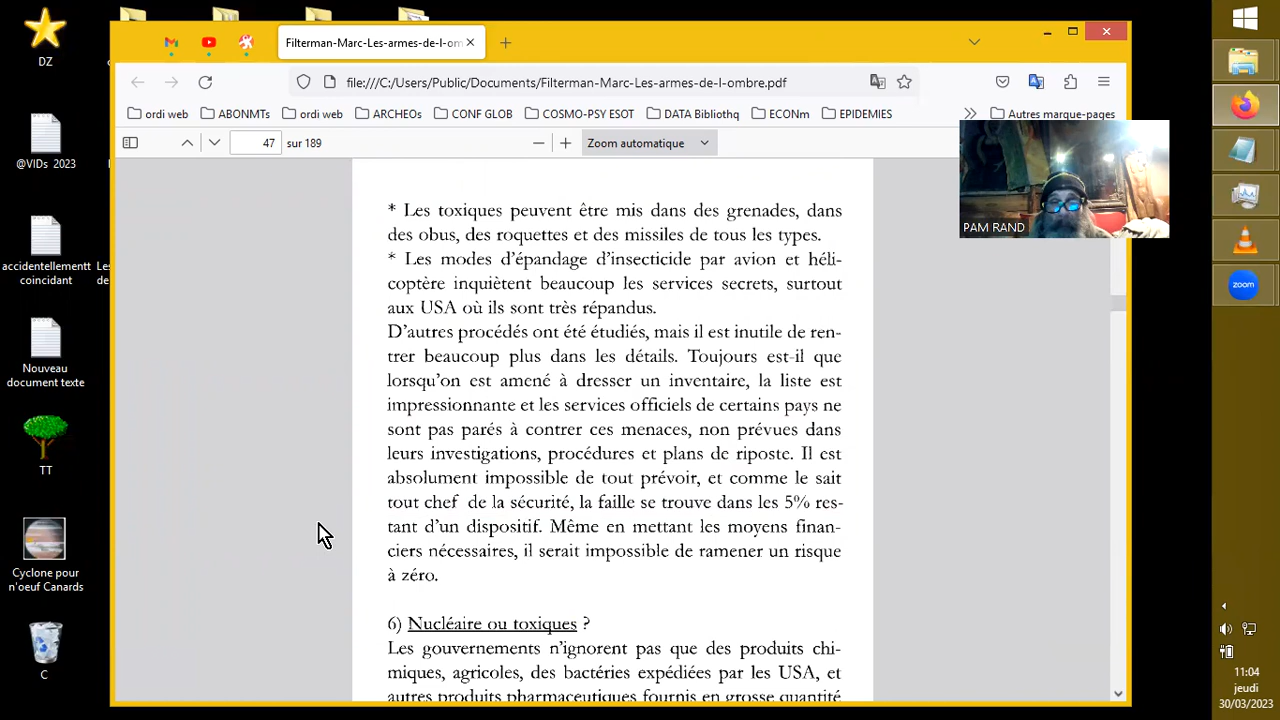 DZ
@VIDs 2023
accidentellementt
coincidant
Les
de
Nouveau
document texte
TT
Cyclone pour
n'oeuf Canards
C
Filterman-Marc-Les-armes-de-l-om
file:///C:/Users/Public/Documents/Filterman-Marc-Les-armes-de-l-ombre.pdf
ordi web
ABONMTs
ordi web
ARCHEOs
CONF GLOB
COSMO-PSY ESOT
DATA Bibliothq
ECONm
EPIDEMIES
Autres marque-pages
47 sur 189
Zoom automatique
* Les toxiques peuvent être mis dans des grenades, dans
des obus, des roquettes et des missiles de tous les types.
* Les modes d’épandage d’insecticide par avion et héli-
coptère inquiètent beaucoup les services secrets, surtout
aux USA où ils sont très répandus.
D’autres procédés ont été étudiés, mais il est inutile de ren-
trer beaucoup plus dans les détails. Toujours est-il que
lorsqu’on est amené à dresser un inventaire, la liste est
impressionnante et les services officiels de certains pays ne
sont pas parés à contrer ces menaces, non prévues dans
leurs investigations, procédures et plans de riposte. Il est
absolument impossible de tout prévoir, et comme le sait
tout chef de la sécurité, la faille se trouve dans les 5% res-
tant d’un dispositif. Même en mettant les moyens finan-
ciers nécessaires, il serait impossible de ramener un risque
à zéro.
6) Nucléaire ou toxiques ?
Les gouvernements n’ignorent pas que des produits chi-
miques, agricoles, des bactéries expédiées par les USA, et
autres produits pharmaceutiques fournis en grosse quantité
PAM RAND
zoom
11:04
jeudi
30/03/2023